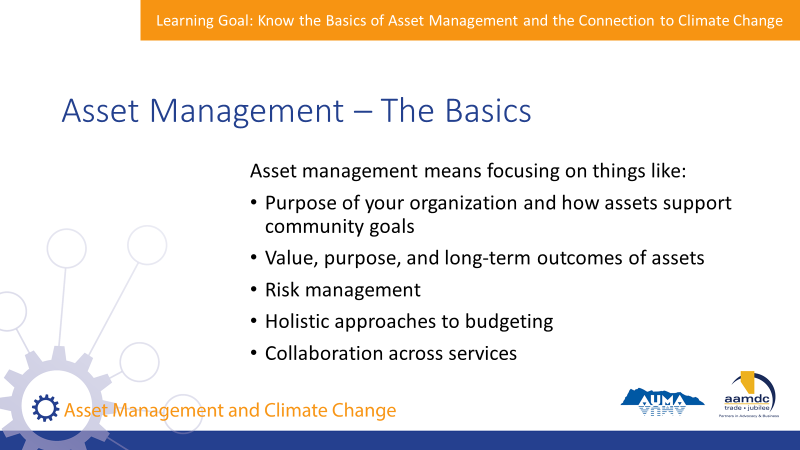 Learning Goal: Know the Basics of Asset Management and the Connection to Climate Change
Asset Management – The Basics
Asset management means focusing on things like:
• Purpose of your organization and how assets support
community goals
• Value, purpose, and long-term outcomes of assets
• Risk management
• Holistic approaches to budgeting
• Collaboration across services
Asset Management and Climate Change
AUMA
aamdc
trade • jubilee
Partners in Advocacy & Business